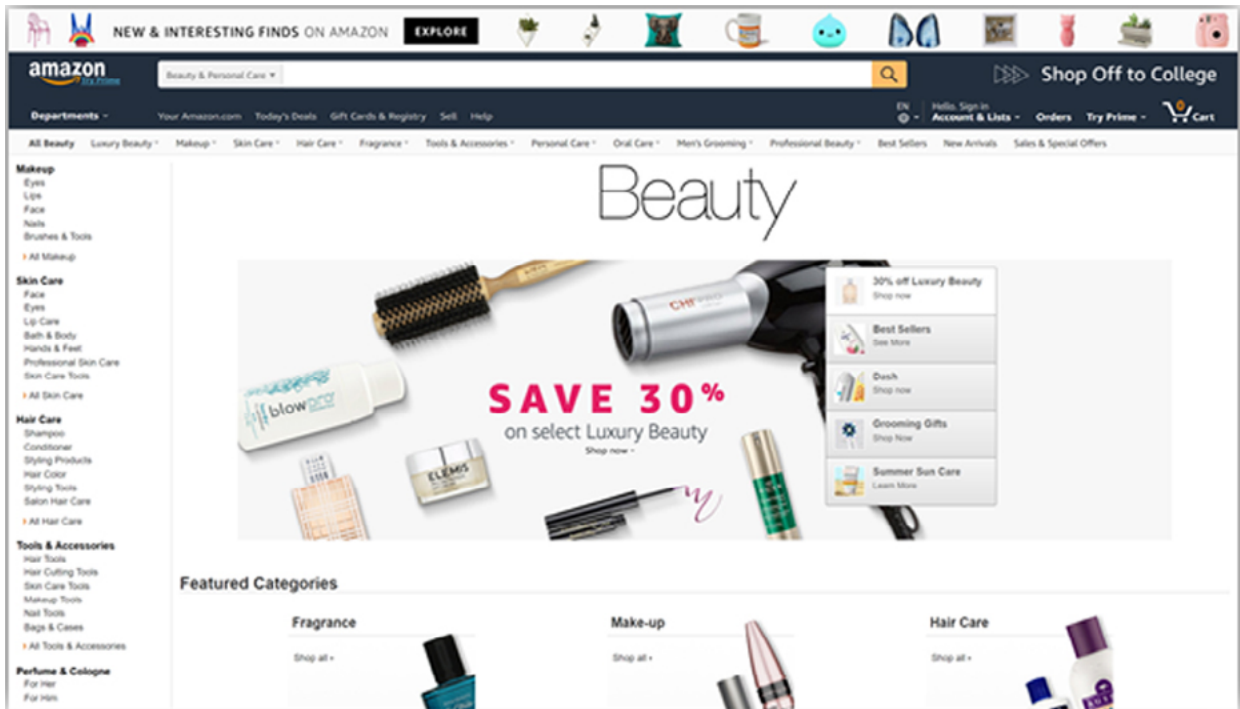 NEW & INTERESTING FINDS ON AMAZON EXPLORE
amazon
Try Prime
Beauty & Personal Care
Shop Off to College
Departments
Your Amazon.com Today's Deals Gift Cards & Registry Sell Help
EN
Hello. Sign in
Account & Lists Orders Try Prime 0 Cart
All Beauty Luxury Beauty Makeup Skin Care Hair Care Fragrance Tools & Accessories Personal Care Oral Care Men's Grooming Professional Beauty Best Sellers New Arrivals Sales & Special Offers
Makeup
Eyes
Lips
Face
Nails
Brushes & Tools
All Makeup
Skin Care
Face
Eyes
Lip Care
Bath & Body
Hands & Feet
Professional Skin Care
Skin Care Tools
All Skin Care
Hair Care
Shampoo
Conditioner
Styling Products
Hair Color
Styling Tools
Salon Hair Care
All Hair Care
Tools & Accessories
Hair Tools
Hair Cutting Tools
Skin Care Tools
Makeup Tools
Nail Tools
Bags & Cases
All Tools & Accessories
Perfume & Cologne
For Her
For Him
Beauty
CHI PRO
blowpro
ELEMIS
SAVE 30%
on select Luxury Beauty
Shop now
30% off Luxury Beauty
Shop now
Best Sellers
See More
Dash
Shop now
Grooming Gifts
Shop Now
Summer Sun Care
Learn More
Featured Categories
Fragrance
Shop all
Make-up
Shop all
Hair Care
Shop all